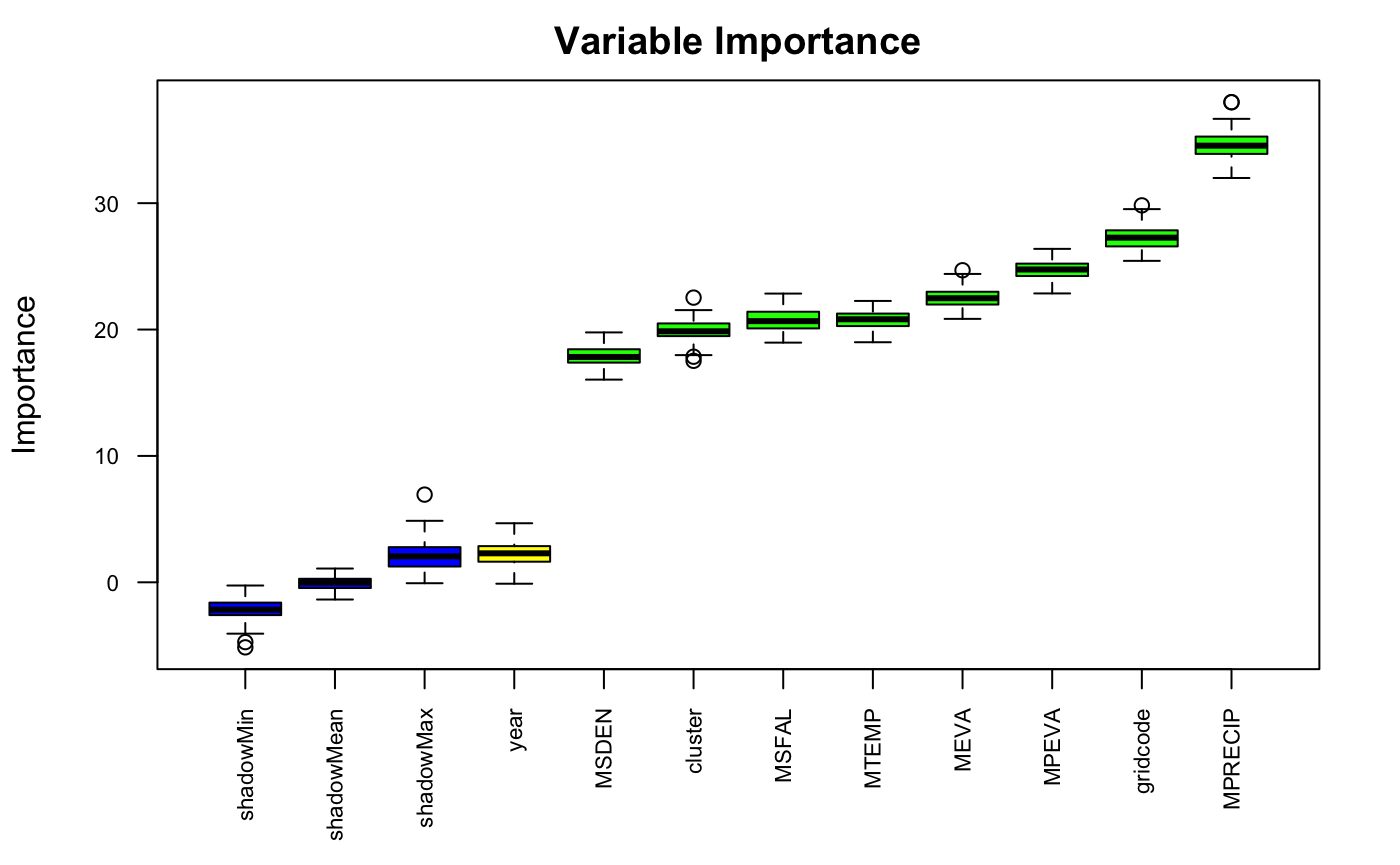 Variable Importance
Importance
30
20
10
0
shadowMin
shadowMean
shadowMax
year
MSDEN
cluster
MSFAL
MTEMP
MEVA
MPEVA
gridcode
MPRECIP